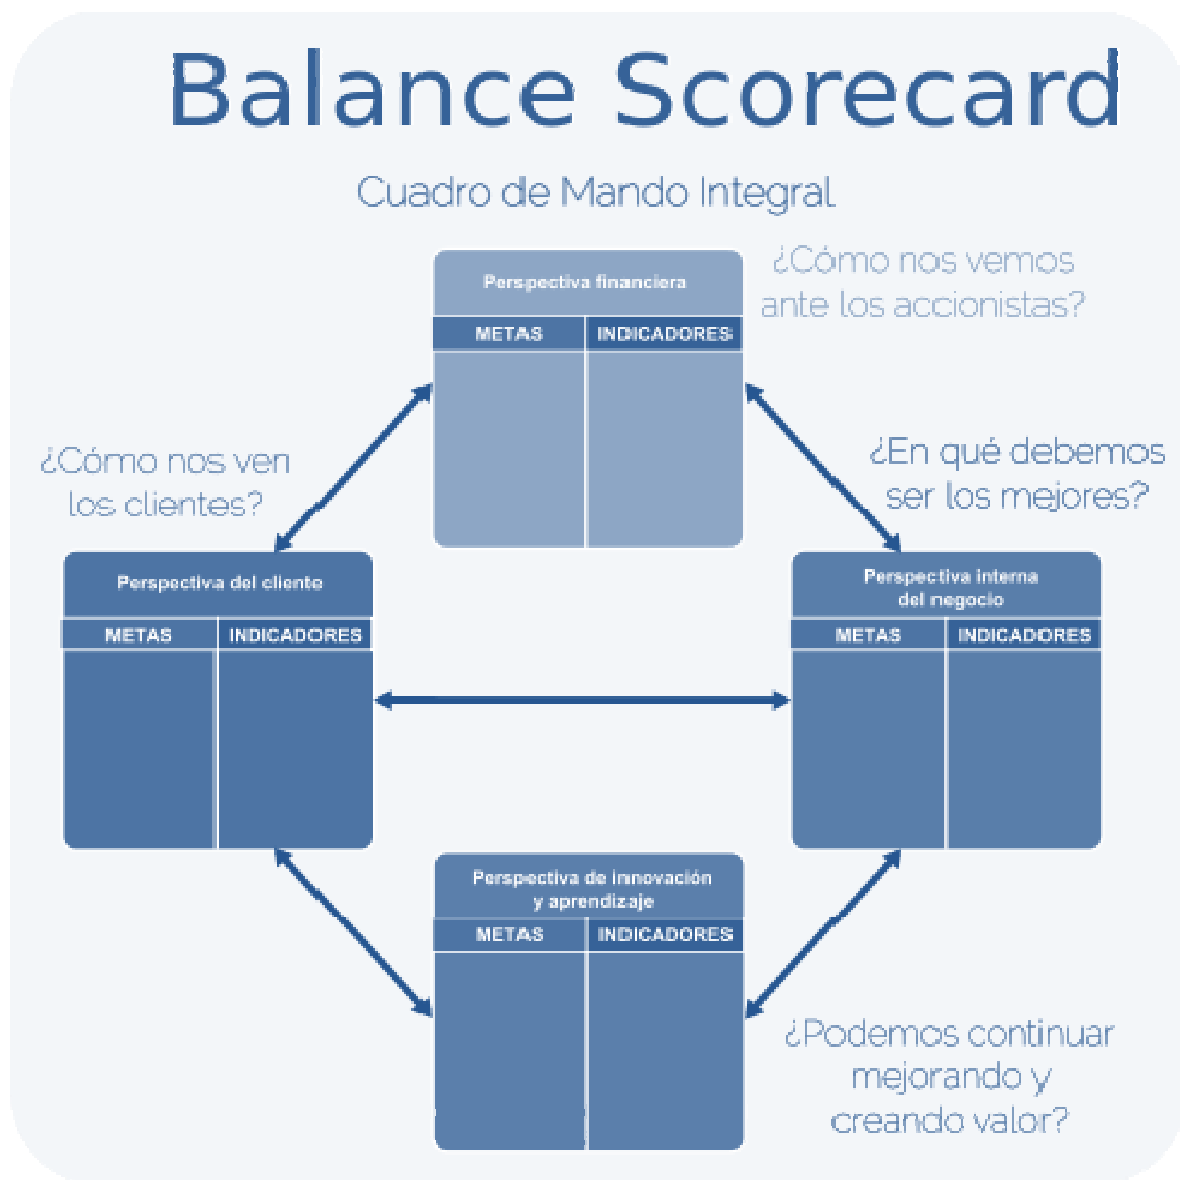 Balance Scorecard
Cuadro de Mando Integral
Perspectiva financiera
METAS INDICADORES
¿Cómo nos vemos
ante los accionistas?
¿Cómo nos ven
los clientes?
¿En qué debemos
ser los mejores?
Perspectiva del cliente
METAS INDICADORES
Perspectiva interna
del negocio
METAS INDICADORES
Perspectiva de innovación
y aprendizaje
METAS INDICADORES
¿Podemos continuar
mejorando y
creando valor?